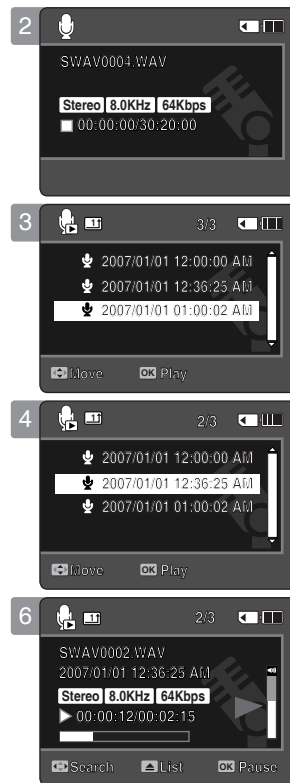 2
SWAV0004.WAV
Stereo 8.0KHz 64Kbps
00:00:00/30:20:00
3
3/3
2007/01/01 12:00:00 AM
2007/01/01 12:36:25 AM
2007/01/01 01:00:02 AM
Move OK Play
4
2/3
2007/01/01 12:00:00 AM
2007/01/01 12:36:25 AM
2007/01/01 01:00:02 AM
Move OK Play
6
2/3
SWAV0002.WAV
2007/01/01 12:36:25 AM
Stereo 8.0KHz 64Kbps
00:00:12/00:02:15
Search List OK Pause